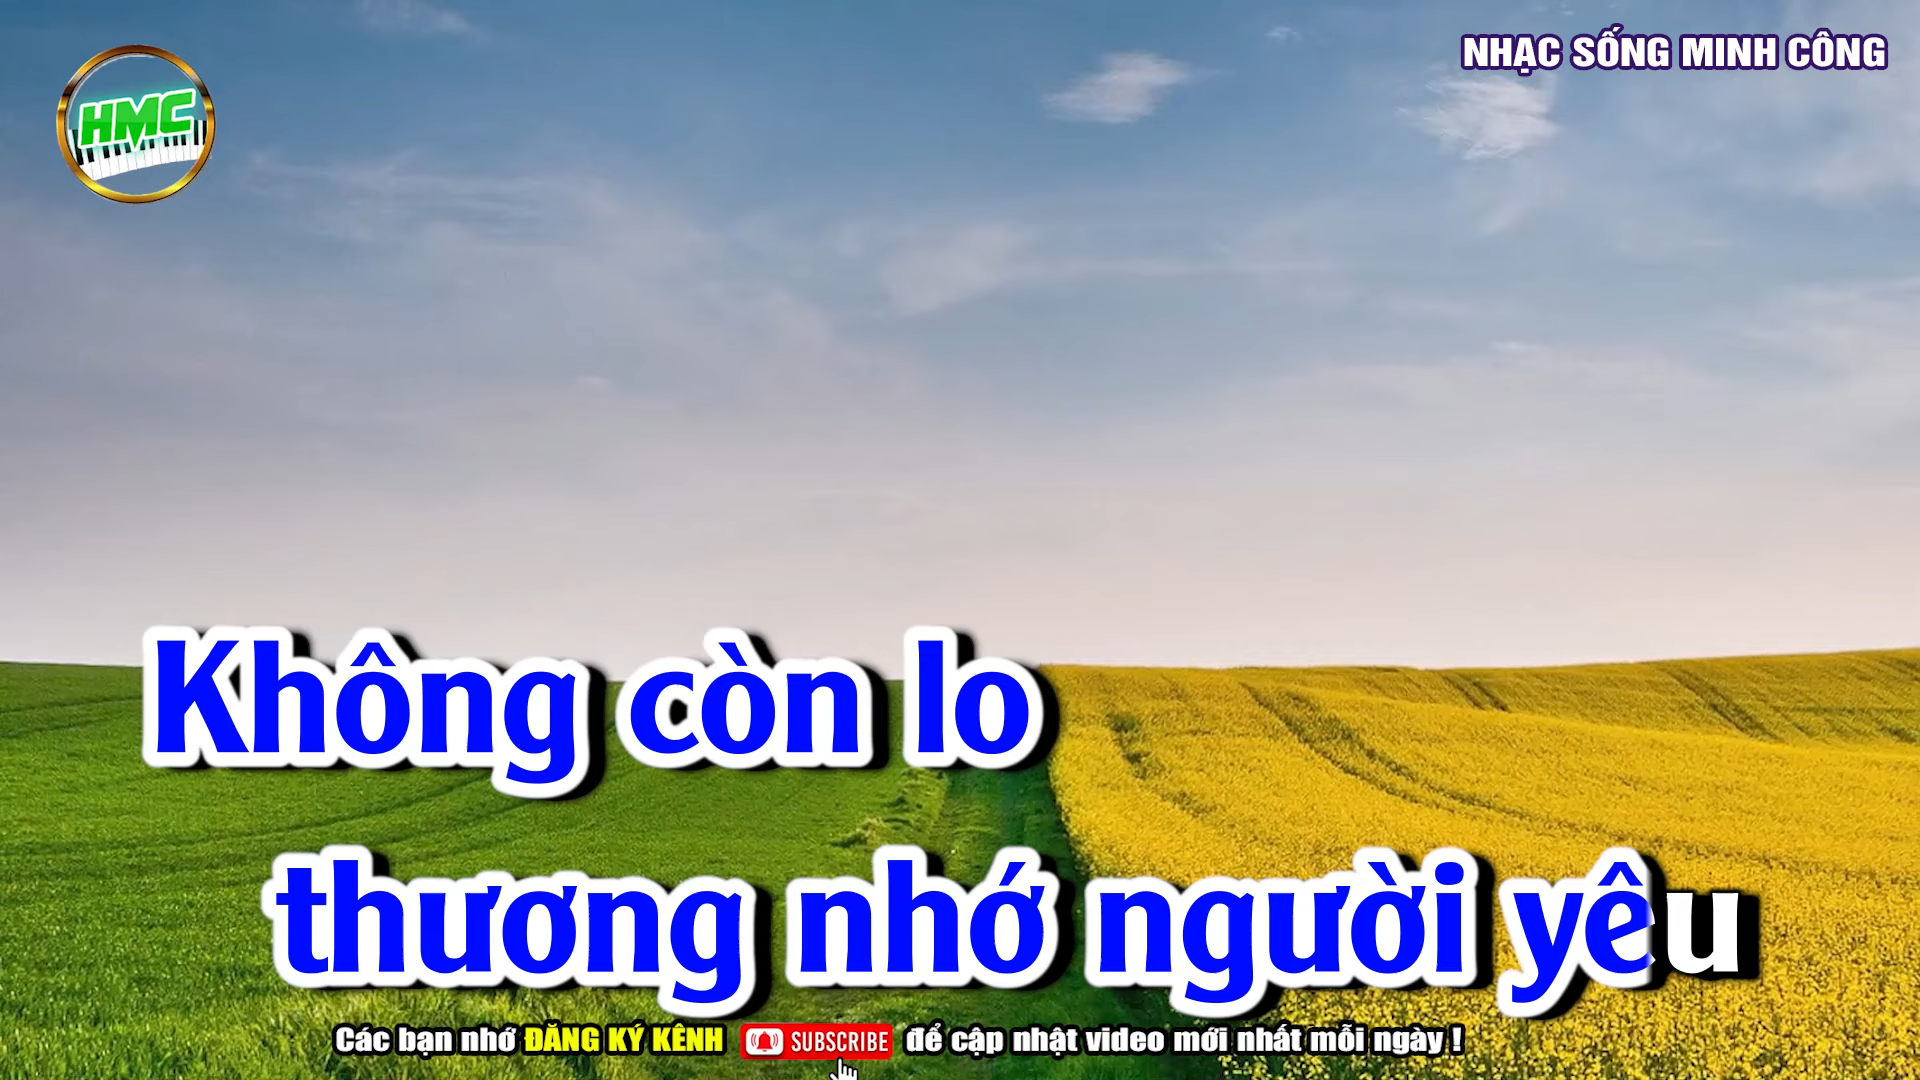 NHẠC SỐNG MINH CÔNG
HMC
Không còn lo
thương nhớ người yêu
Các bạn nhớ ĐĂNG KÝ KÊNH SUBSCRIBE để cập nhật video mới nhất mỗi ngày !